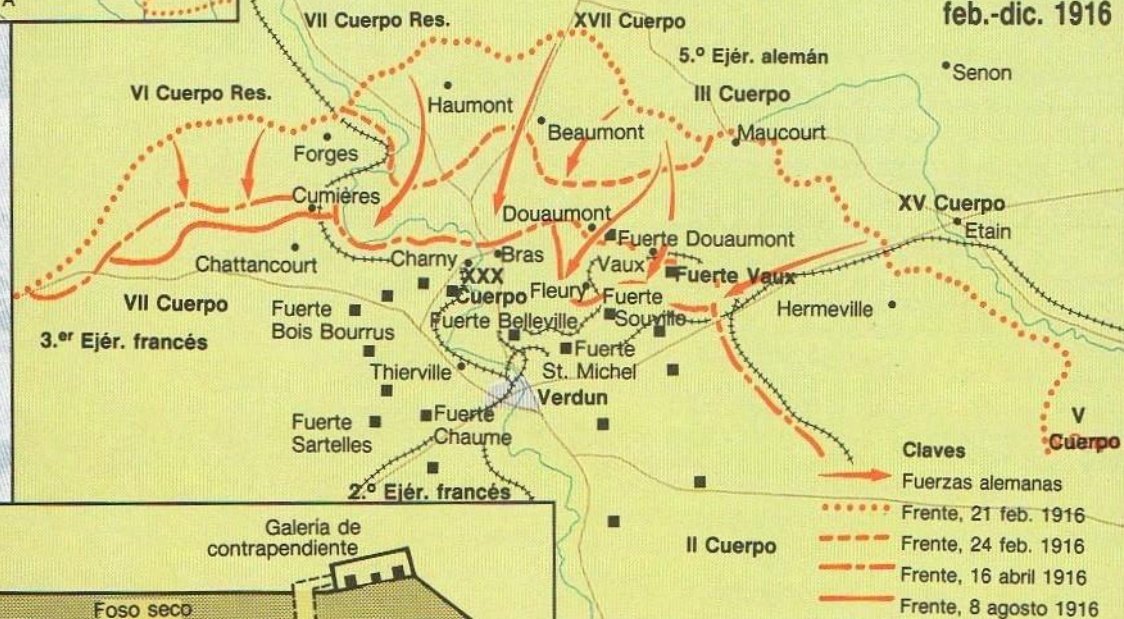 A
feb.-dic. 1916
VII Cuerpo Res.
XVII Cuerpo
5.º Ejér. alemán
Senon
VI Cuerpo Res.
Haumont
III Cuerpo
Beaumont
Maucourt
Forges
Cumières
XV Cuerpo
Douaumont
Etain
Fuerte Douaumont
Chattancourt
Charny
Bras
Vaux
Fuerte Vaux
XXX
Cuerpo
Fleury
VII Cuerpo
Fuerte
Bois Bourrus
Fuerte
Souville
Hermeville
Fuerte Belleville
3.er Ejér. francés
Fuerte
St. Michel
Thierville
Verdun
Fuerte
Sartelles
Fuerte
Chaume
V
Cuerpo
2.º Ejér. francés
II Cuerpo
Claves
Fuerzas alemanas
Frente, 21 feb. 1916
Frente, 24 feb. 1916
Frente, 16 abril 1916
Frente, 8 agosto 1916
Galería de
contrapendiente
Foso seco